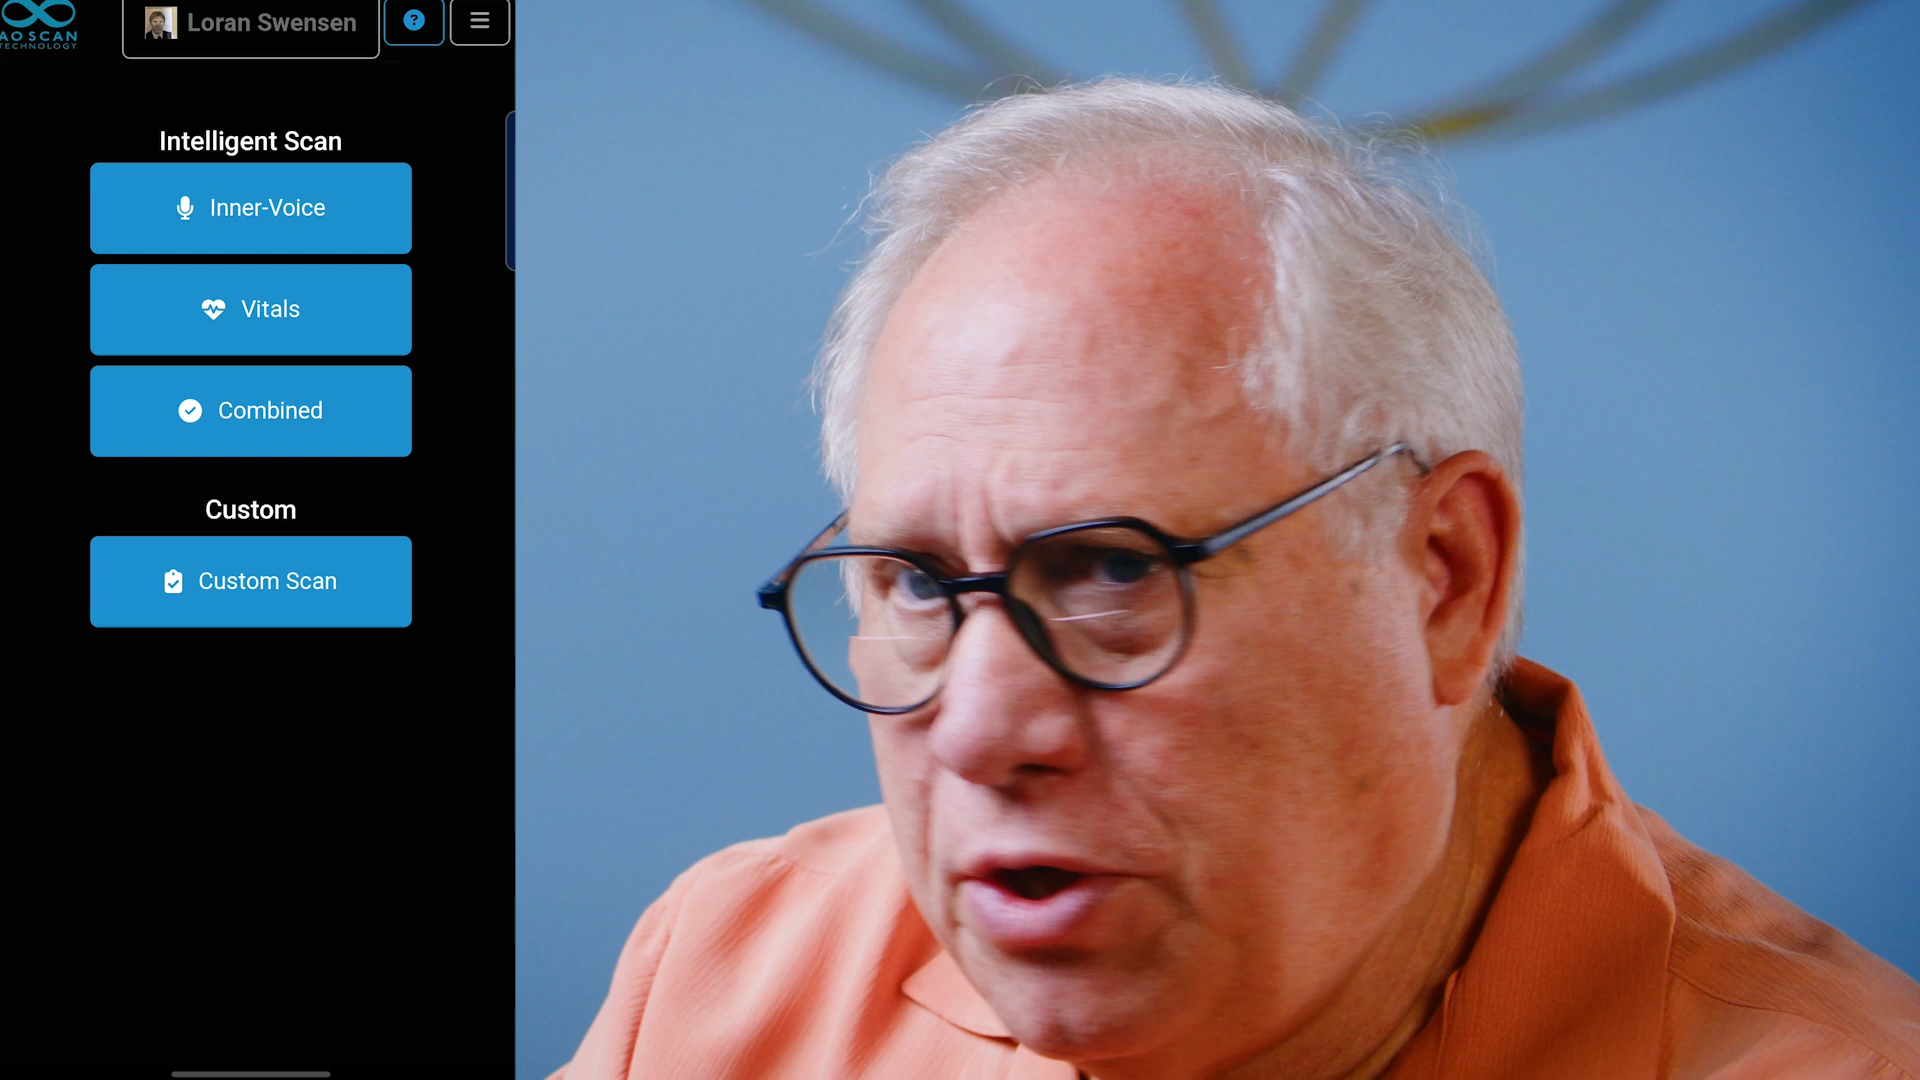 AO SCAN
TECHNOLOGY
Loran Swensen
?
Intelligent Scan
Inner-Voice
Vitals
Combined
Custom
Custom Scan